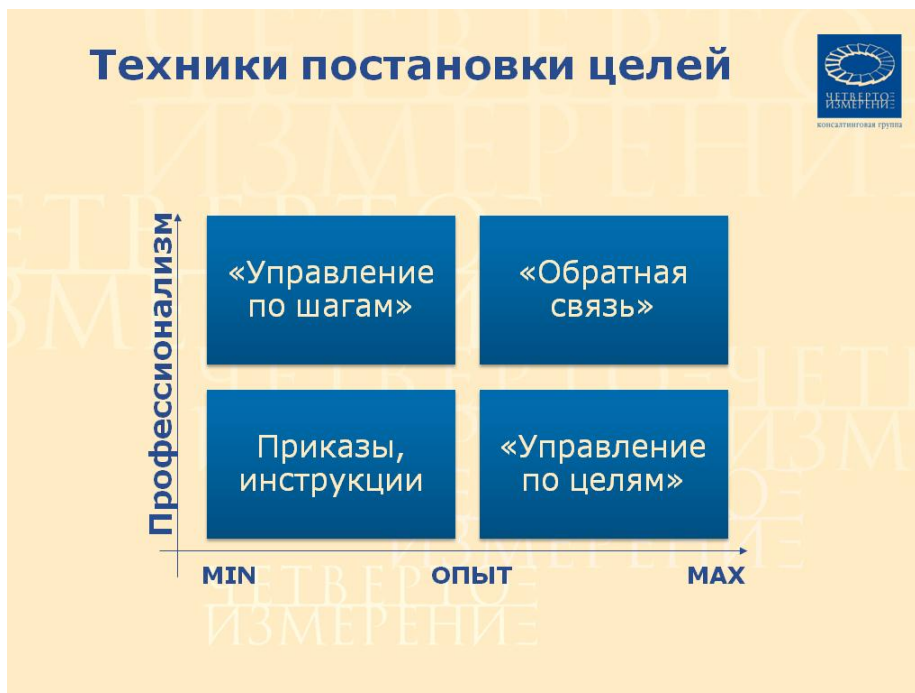 Техники постановки целей
ЧЕТВЕРТОЕ
ИЗМЕРЕНИЕ
консалтинговая группа
Профессионализм
«Управление
по шагам»
«Обратная
связь»
Приказы,
инструкции
«Управление
по целям»
MIN
ОПЫТ
MAX